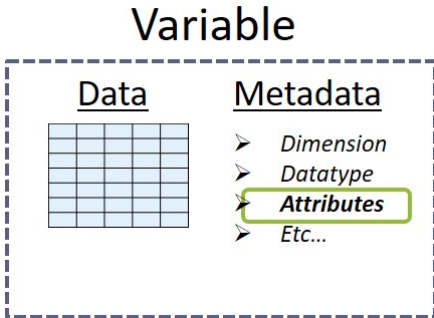 Variable
Data
Metadata
➢ Dimension
➢ Datatype
➢ Attributes
➢ Etc...